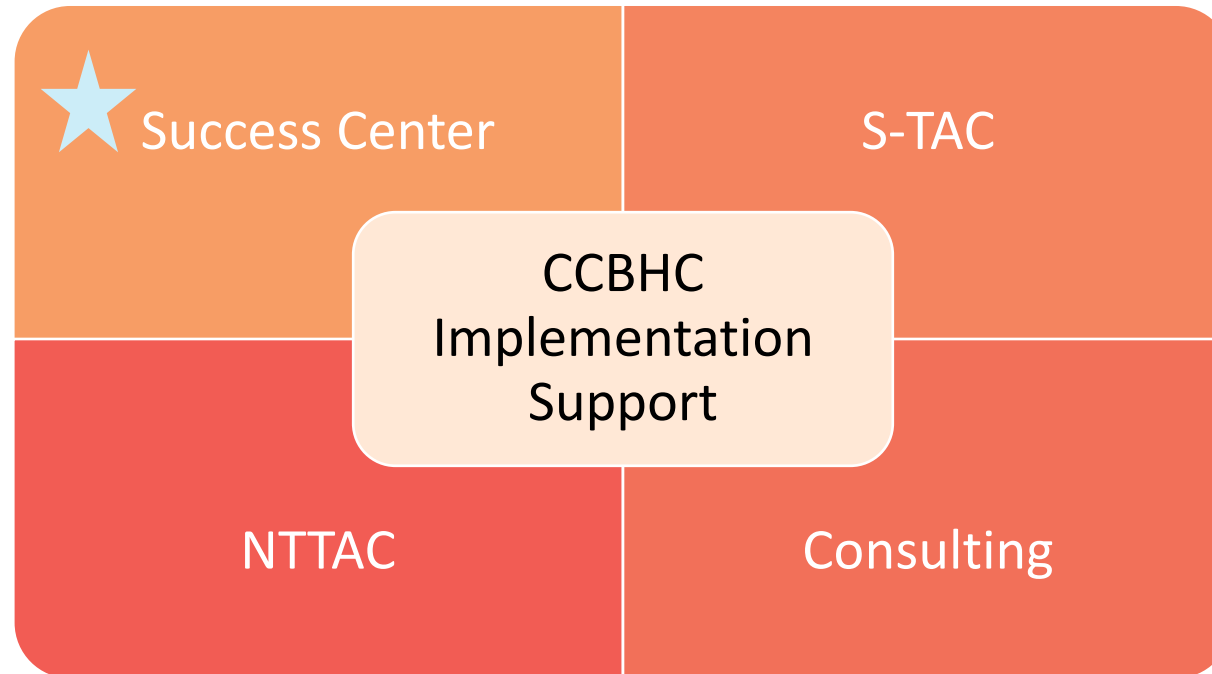 Success Center
S-TAC
CCBHC
Implementation
Support
NTTAC
Consulting